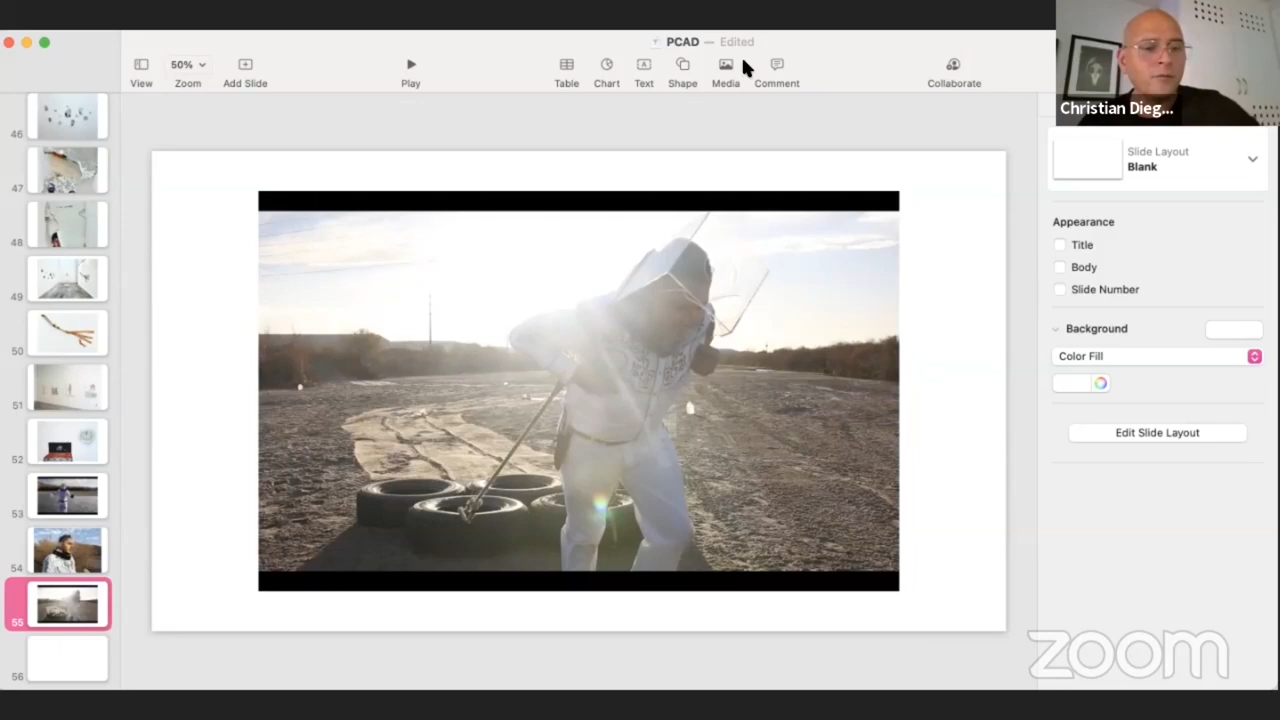 PCAD — Edited
50%
View
Zoom
Add Slide
Play
Table
Chart
Text
Shape
Media
Comment
Collaborate
Christian Dieg...
46
47
48
49
50
51
52
53
54
55
56
Slide Layout
Blank
Appearance
Title
Body
Slide Number
Background
Color Fill
Edit Slide Layout
zoom